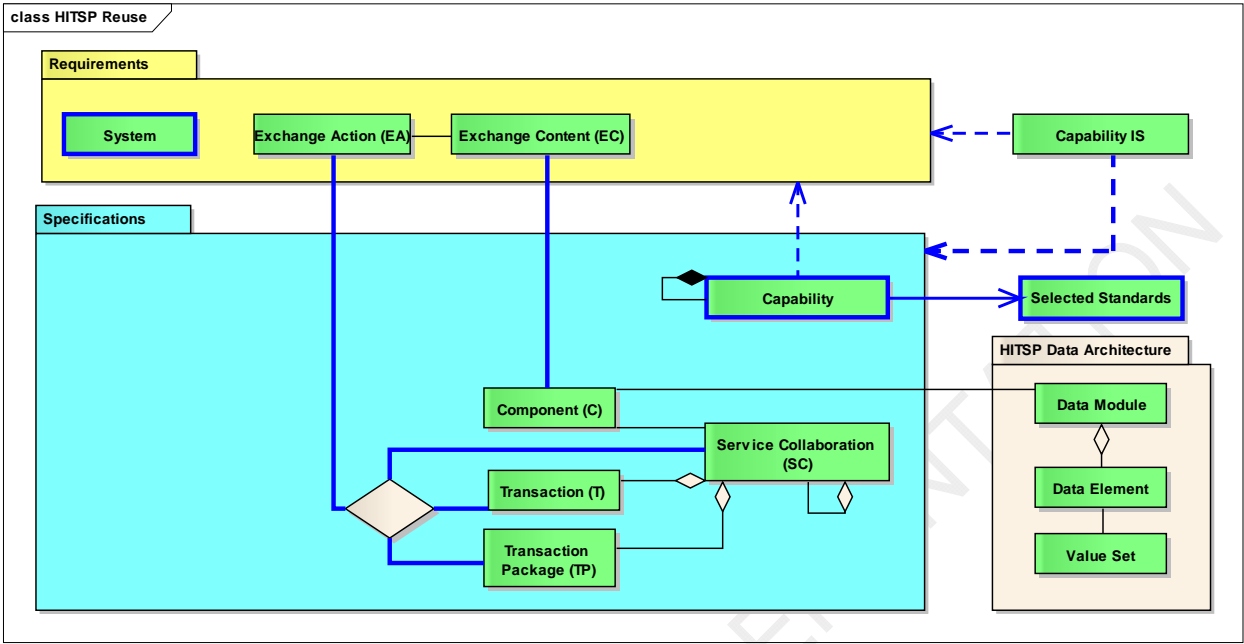 class HITSP Reuse
Requirements
System
Exchange Action (EA)
Exchange Content (EC)
Capability IS
Specifications
Capability
Selected Standards
HITSP Data Architecture
Component (C)
Data Module
Service Collaboration
(SC)
Transaction (T)
Data Element
Transaction
Package (TP)
Value Set